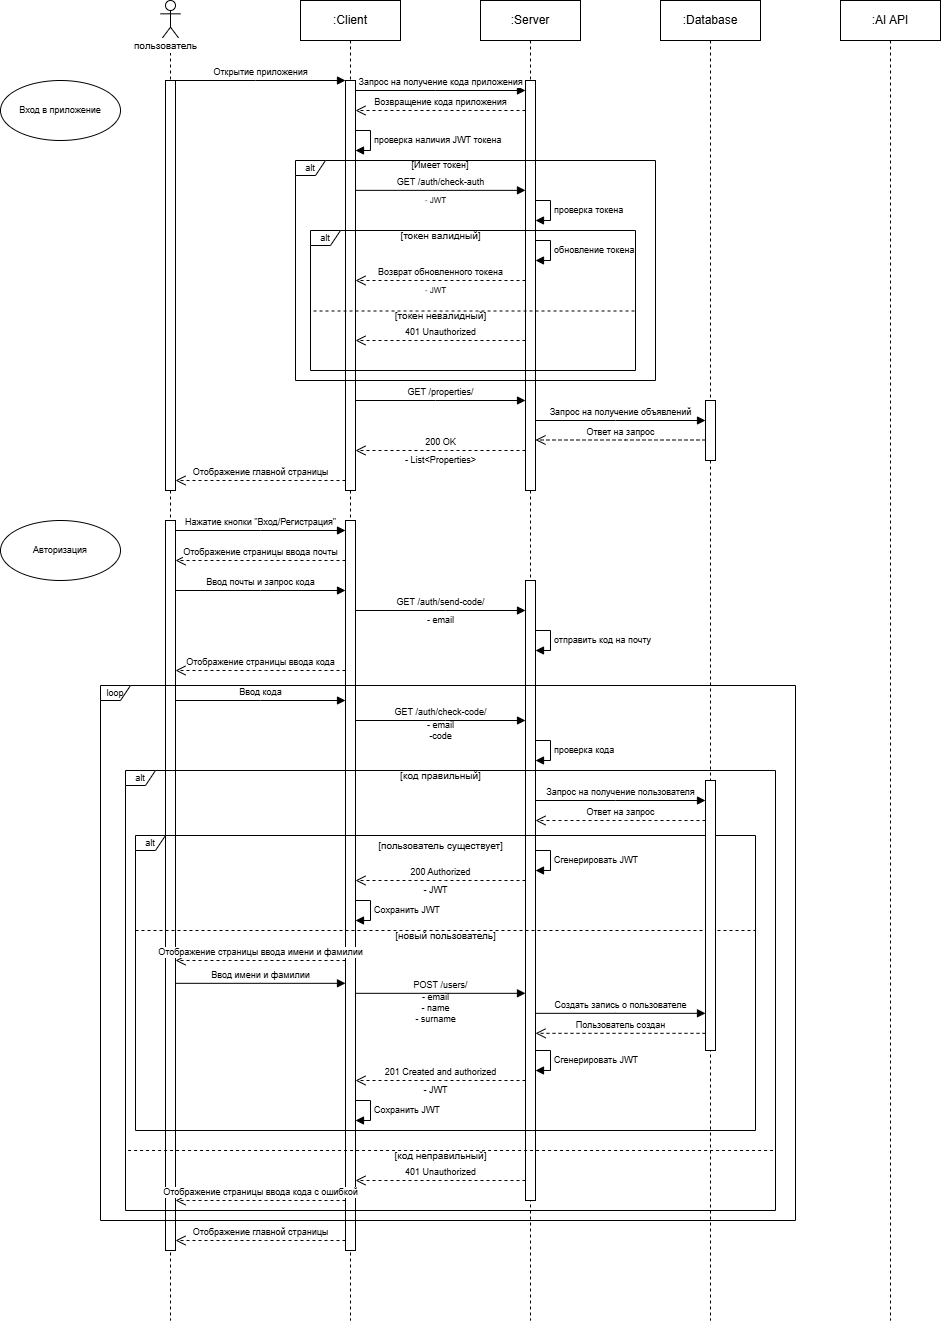 :Client
:Server
:Database
:AI API
пользователь
Открытие приложения
Запрос на получение кода приложения
Возвращение кода приложения
Вход в приложение
проверка наличия JWT токена
alt
[Имеет токен]
GET /auth/check-auth
- JWT
проверка токена
alt
[токен валидный]
обновление токена
Возврат обновленного токена
- JWT
[токен невалидный]
401 Unauthorized
GET /properties/
Запрос на получение объявлений
Ответ на запрос
200 OK
- List<Properties>
Отображение главной страницы
Нажатие кнопки "Вход/Регистрация"
Авторизация
Отображение страницы ввода почты
Ввод почты и запрос кода
GET /auth/send-code/
- email
отправить код на почту
Отображение страницы ввода кода
loop
Ввод кода
GET /auth/check-code/
- email
-code
проверка кода
alt
[код правильный]
Запрос на получение пользователя
Ответ на запрос
alt
[пользователь существует]
Сгенерировать JWT
200 Authorized
- JWT
Сохранить JWT
[новый пользователь]
Отображение страницы ввода имени и фамилии
Ввод имени и фамилии
POST /users/
- email
- name
- surname
Создать запись о пользователе
Пользователь создан
Сгенерировать JWT
201 Created and authorized
- JWT
Сохранить JWT
[код неправильный]
401 Unauthorized
Отображение страницы ввода кода с ошибкой
Отображение главной страницы